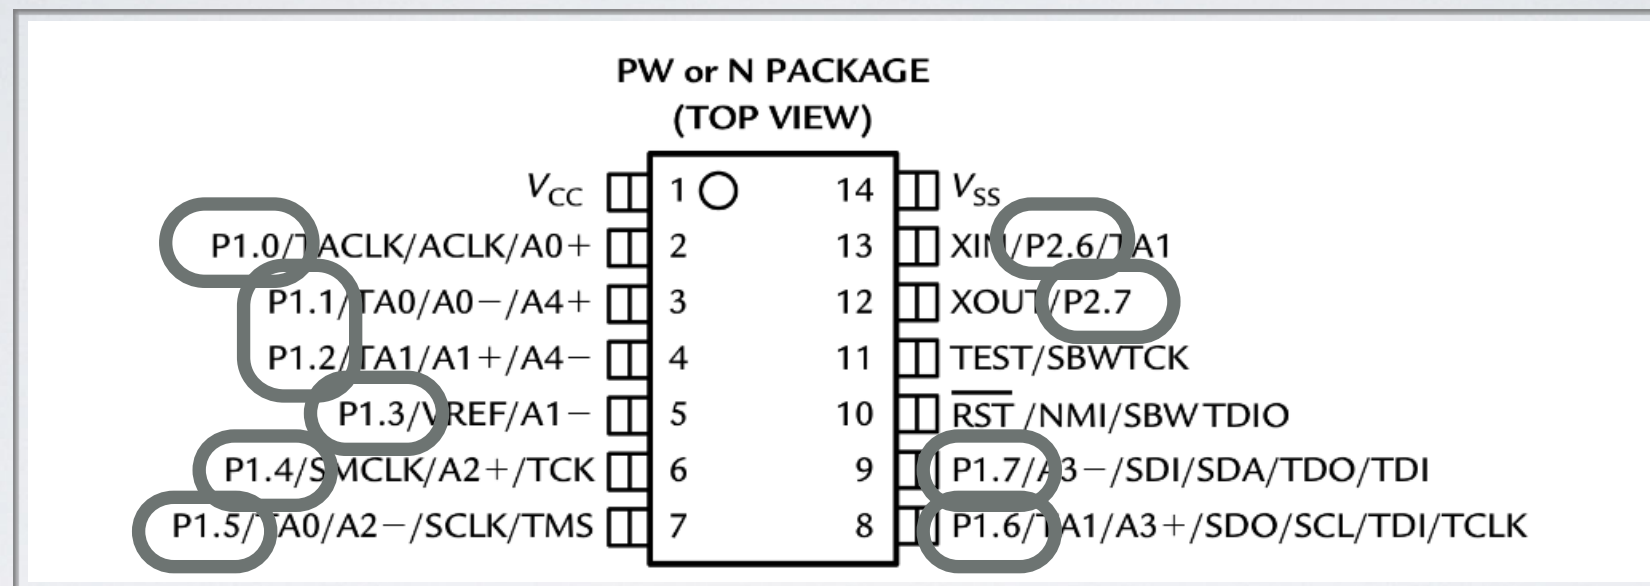 PW or N PACKAGE
(TOP VIEW)
VCC 1 14 VSS
P1.0/TACLK/ACLK/A0+ 2 13 XIN/P2.6/TA1
P1.1/TA0/A0−/A4+ 3 12 XOUT/P2.7
P1.2/TA1/A1+/A4− 4 11 TEST/SBWTCK
P1.3/VREF/A1− 5 10 RST /NMI/SBWTDIO
P1.4/SMCLK/A2+/TCK 6 9 P1.7/A3−/SDI/SDA/TDO/TDI
P1.5/TA0/A2−/SCLK/TMS 7 8 P1.6/TA1/A3+/SDO/SCL/TDI/TCLK